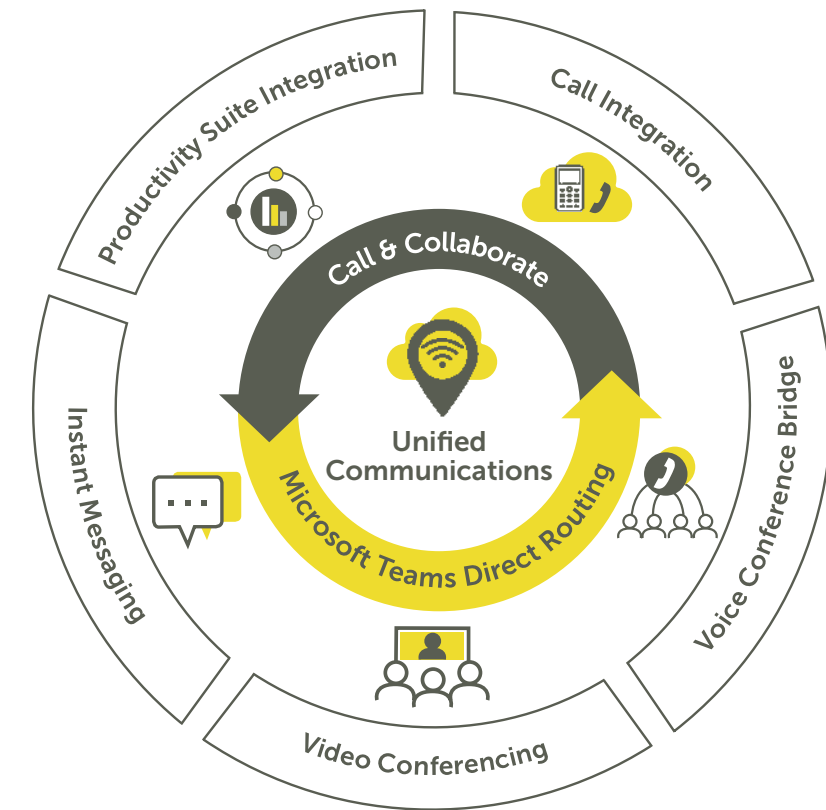 Productivity Suite Integration
Call Integration
Call & Collaborate
Unified
Communications
Microsoft Teams Direct Routing
Instant Messaging
Voice Conference Bridge
Video Conferencing